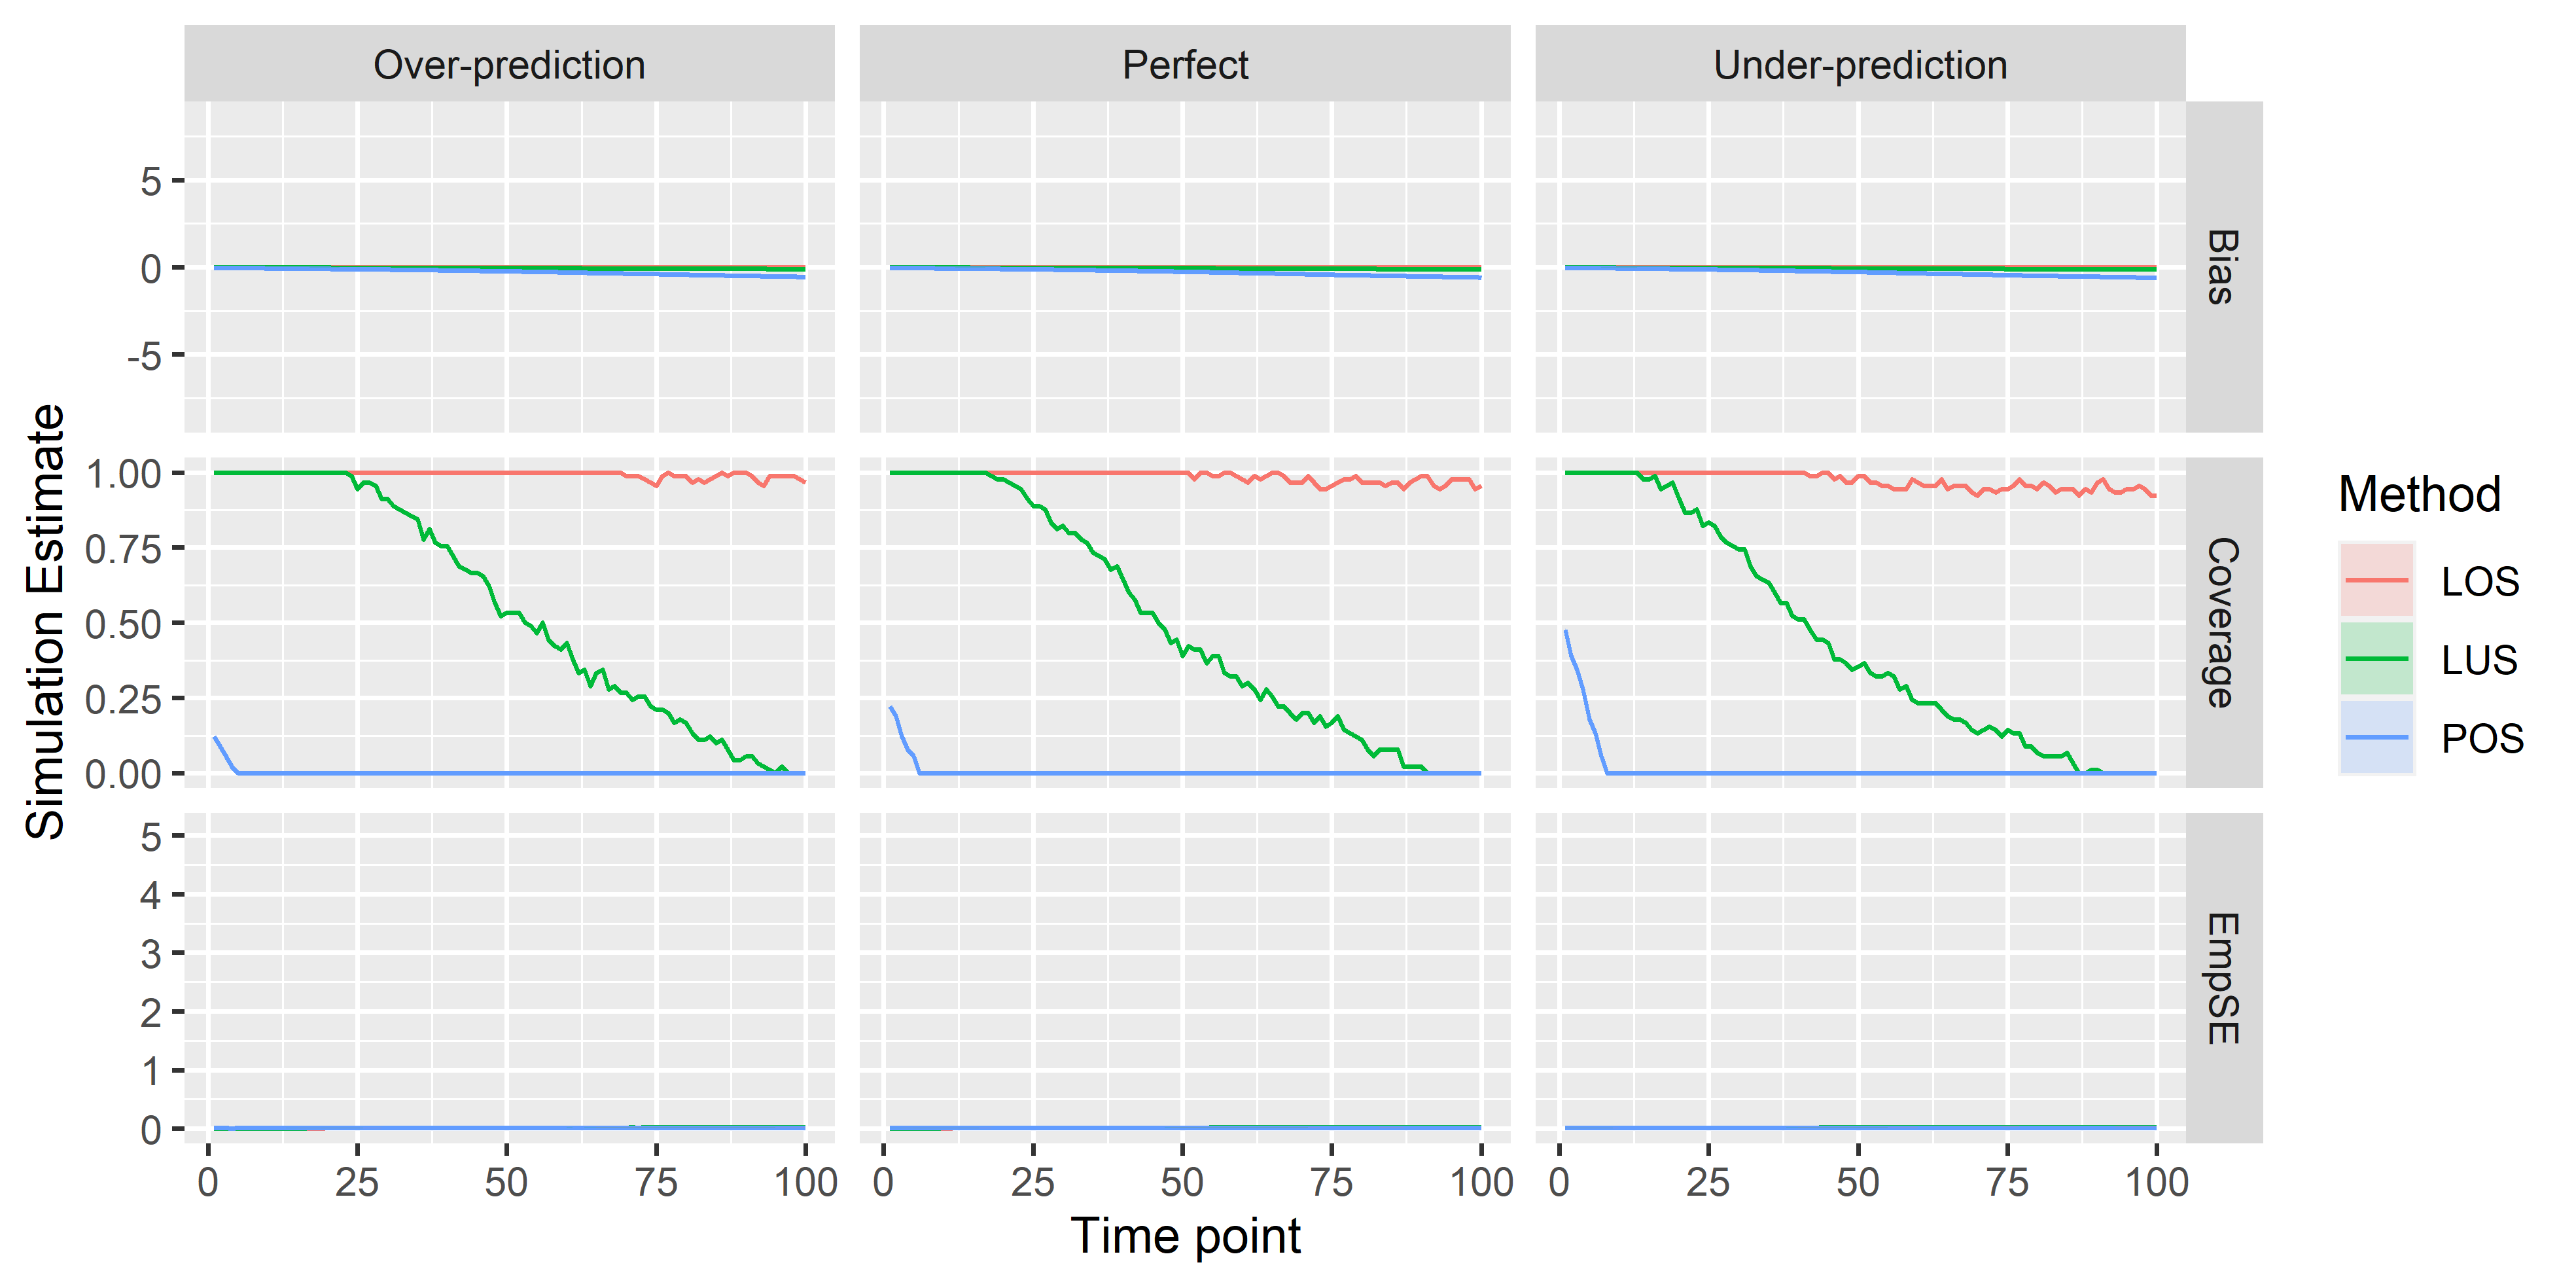 Over-prediction
Perfect
Under-prediction
5
0
-5
Bias
Simulation Estimate
1.00
0.75
0.50
0.25
0.00
Coverage
5
4
3
2
1
0
EmpSE
0 25 50 75 100
0 25 50 75 100
0 25 50 75 100
Time point
Method
LOS
LUS
POS